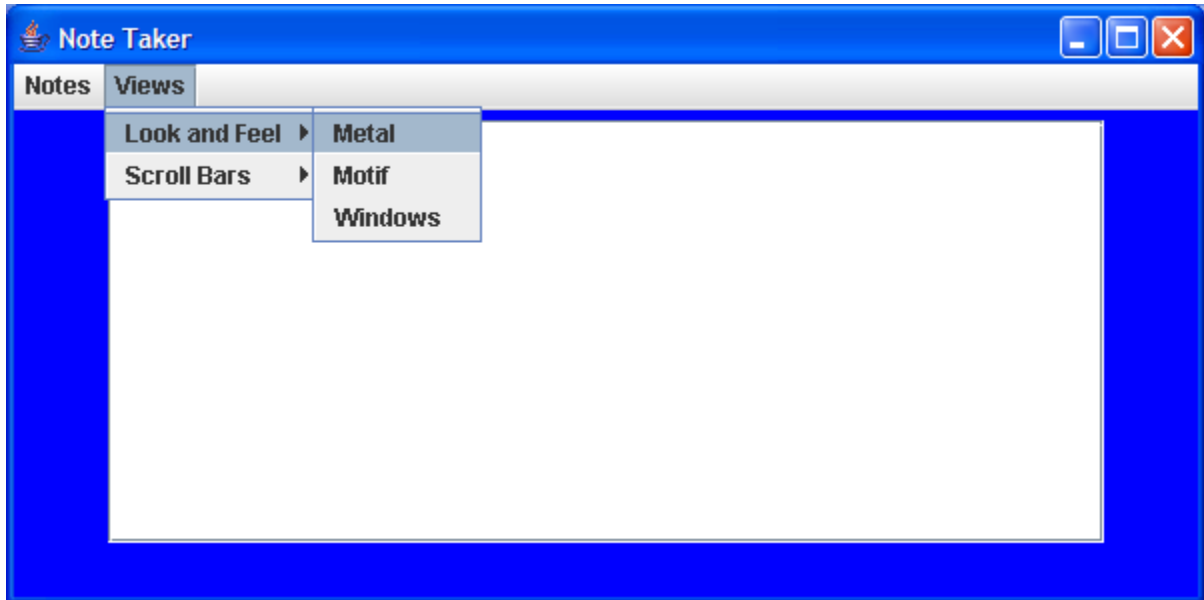 Note Taker
Notes Views
Look and Feel Metal
Scroll Bars Motif
Windows